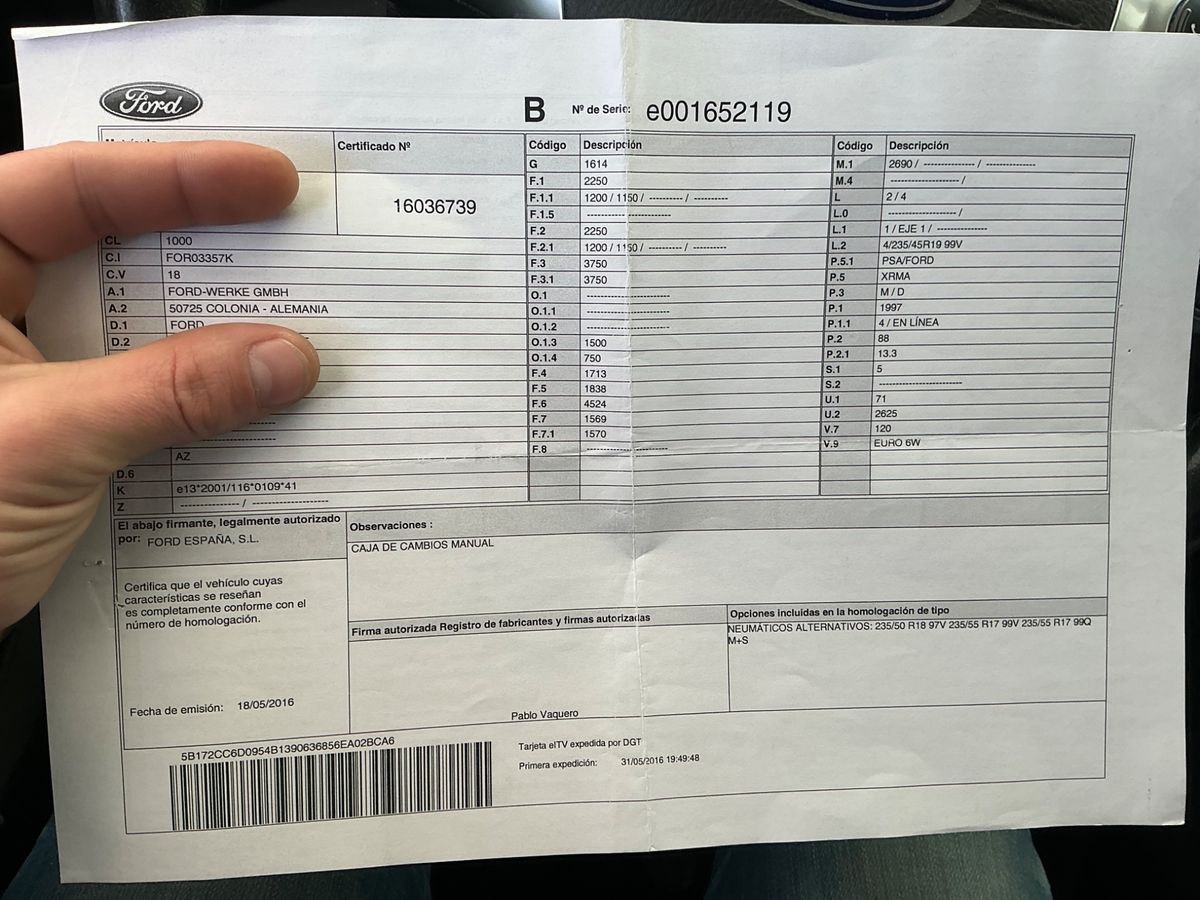 Ford
B Nº de Serie: e001652119
Certificado Nº
16036739
CL 1000
C.I FOR03357K
C.V 18
A.1 FORD-WERKE GMBH
A.2 50725 COLONIA - ALEMANIA
D.1 FORD
D.2
--------------
--------------
AZ
D.6
K e13*2001/116*0109*41
Z --------------- / -------------------
Código Descripción
G 1614
F.1 2250
F.1.1 1200 / 1150 / --------- / ---------
F.1.5 -----------------------
F.2 2250
F.2.1 1200 / 1150 / --------- / ---------
F.3 3750
F.3.1 3750
O.1 -----------------------
O.1.1 -----------------------
O.1.2 -----------------------
O.1.3 1500
O.1.4 750
F.4 1713
F.5 1838
F.6 4524
F.7 1569
F.7.1 1570
F.8 -----------------------
Código Descripción
M.1 2690 / -------------- / --------------
M.4 ------------------- /
L 2 / 4
L.0 ------------------- /
L.1 1 / EJE 1 / --------------
L.2 4/235/45R19 99V
P.5.1 PSA/FORD
P.5 XRMA
P.3 M / D
P.1 1997
P.1.1 4 / EN LÍNEA
P.2 88
P.2.1 13.3
S.1 5
S.2 -----------------------
U.1 71
U.2 2625
V.7 120
V.9 EURO 6W
El abajo firmante, legalmente autorizado
por: FORD ESPAÑA, S.L.
Certifica que el vehículo cuyas
características se reseñan
es completamente conforme con el
número de homologación.
Fecha de emisión: 18/05/2016
Observaciones :
CAJA DE CAMBIOS MANUAL
Firma autorizada Registro de fabricantes y firmas autorizadas
Pablo Vaquero
Opciones incluidas en la homologación de tipo
NEUMÁTICOS ALTERNATIVOS: 235/50 R18 97V 235/55 R17 99V 235/55 R17 99Q
M+S
5B172CC6D0954B1390636856EA02BCA6
Tarjeta eITV expedida por DGT
Primera expedición: 31/05/2016 19:49:48